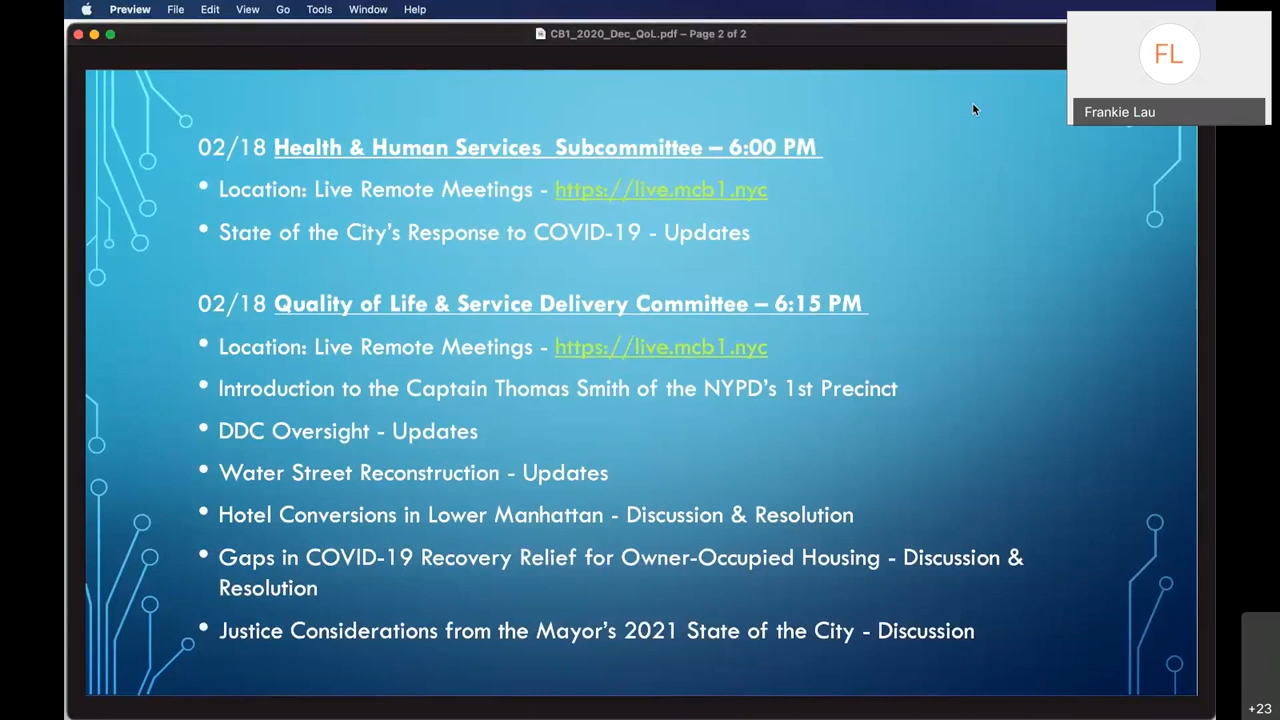 Preview File Edit View Go Tools Window Help
CB1_2020_Dec_QoL.pdf – Page 2 of 2
FL
Frankie Lau
02/18 Health & Human Services  Subcommittee – 6:00 PM
• Location: Live Remote Meetings - https://live.mcb1.nyc
• State of the City's Response to COVID-19 - Updates
02/18 Quality of Life & Service Delivery Committee – 6:15 PM
• Location: Live Remote Meetings - https://live.mcb1.nyc
• Introduction to the Captain Thomas Smith of the NYPD's 1st Precinct
• DDC Oversight - Updates
• Water Street Reconstruction - Updates
• Hotel Conversions in Lower Manhattan - Discussion & Resolution
• Gaps in COVID-19 Recovery Relief for Owner-Occupied Housing - Discussion &
Resolution
• Justice Considerations from the Mayor's 2021 State of the City - Discussion
+23